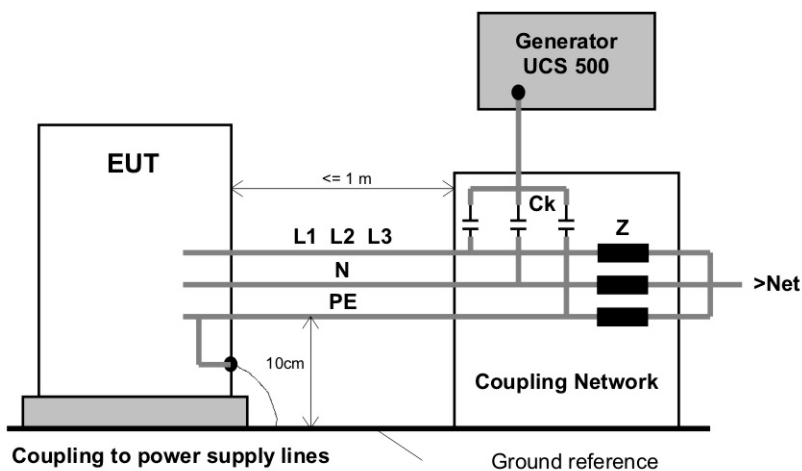 Generator
UCS 500
EUT
<= 1 m
Ck
L1 L2 L3
Z
N
>Net
PE
10cm
Coupling Network
Coupling to power supply lines
Ground reference